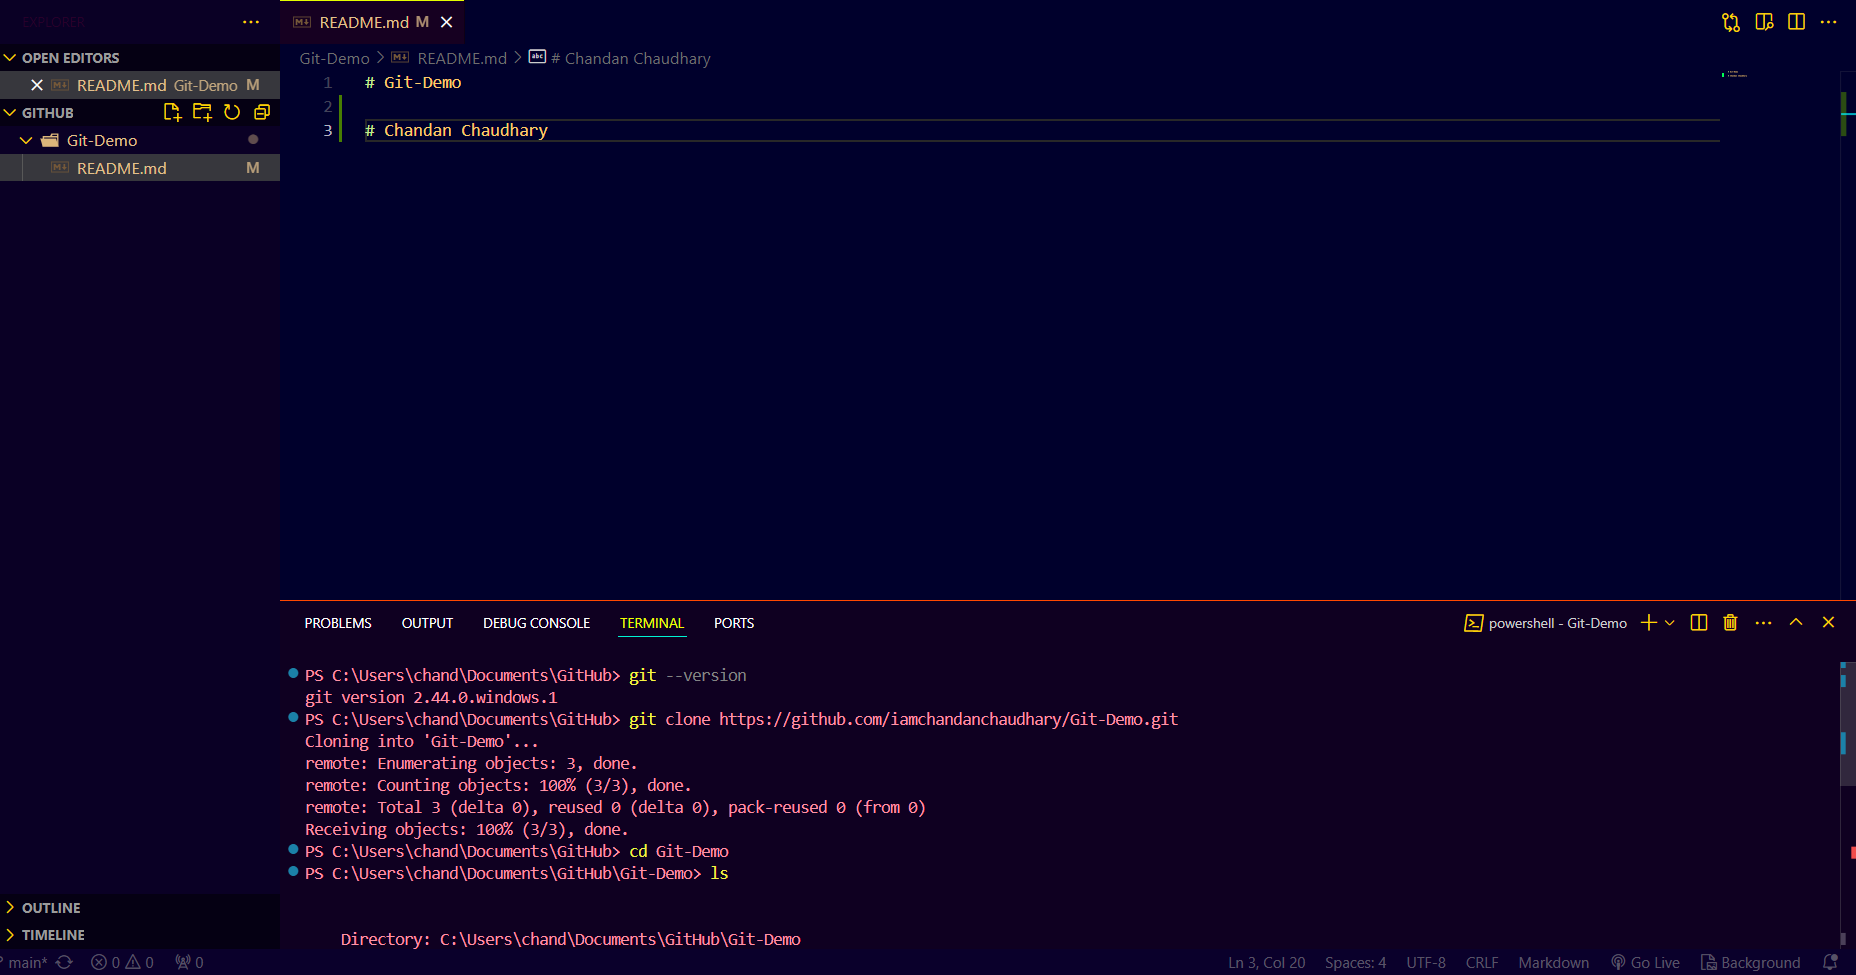 EXPLORER
README.md M
OPEN EDITORS
README.md Git-Demo M
GITHUB
Git-Demo
README.md M
Git-Demo > README.md > # Chandan Chaudhary
1 # Git-Demo
2
3 # Chandan Chaudhary
PROBLEMS OUTPUT DEBUG CONSOLE TERMINAL PORTS
powershell - Git-Demo
PS C:\Users\chand\Documents\GitHub> git --version
git version 2.44.0.windows.1
PS C:\Users\chand\Documents\GitHub> git clone https://github.com/iamchandanchaudhary/Git-Demo.git
Cloning into 'Git-Demo'...
remote: Enumerating objects: 3, done.
remote: Counting objects: 100% (3/3), done.
remote: Total 3 (delta 0), reused 0 (delta 0), pack-reused 0 (from 0)
Receiving objects: 100% (3/3), done.
PS C:\Users\chand\Documents\GitHub> cd Git-Demo
PS C:\Users\chand\Documents\GitHub\Git-Demo> ls
Directory: C:\Users\chand\Documents\GitHub\Git-Demo
OUTLINE
TIMELINE
main* 0 0 0
Ln 3, Col 20 Spaces: 4 UTF-8 CRLF Markdown Go Live Background